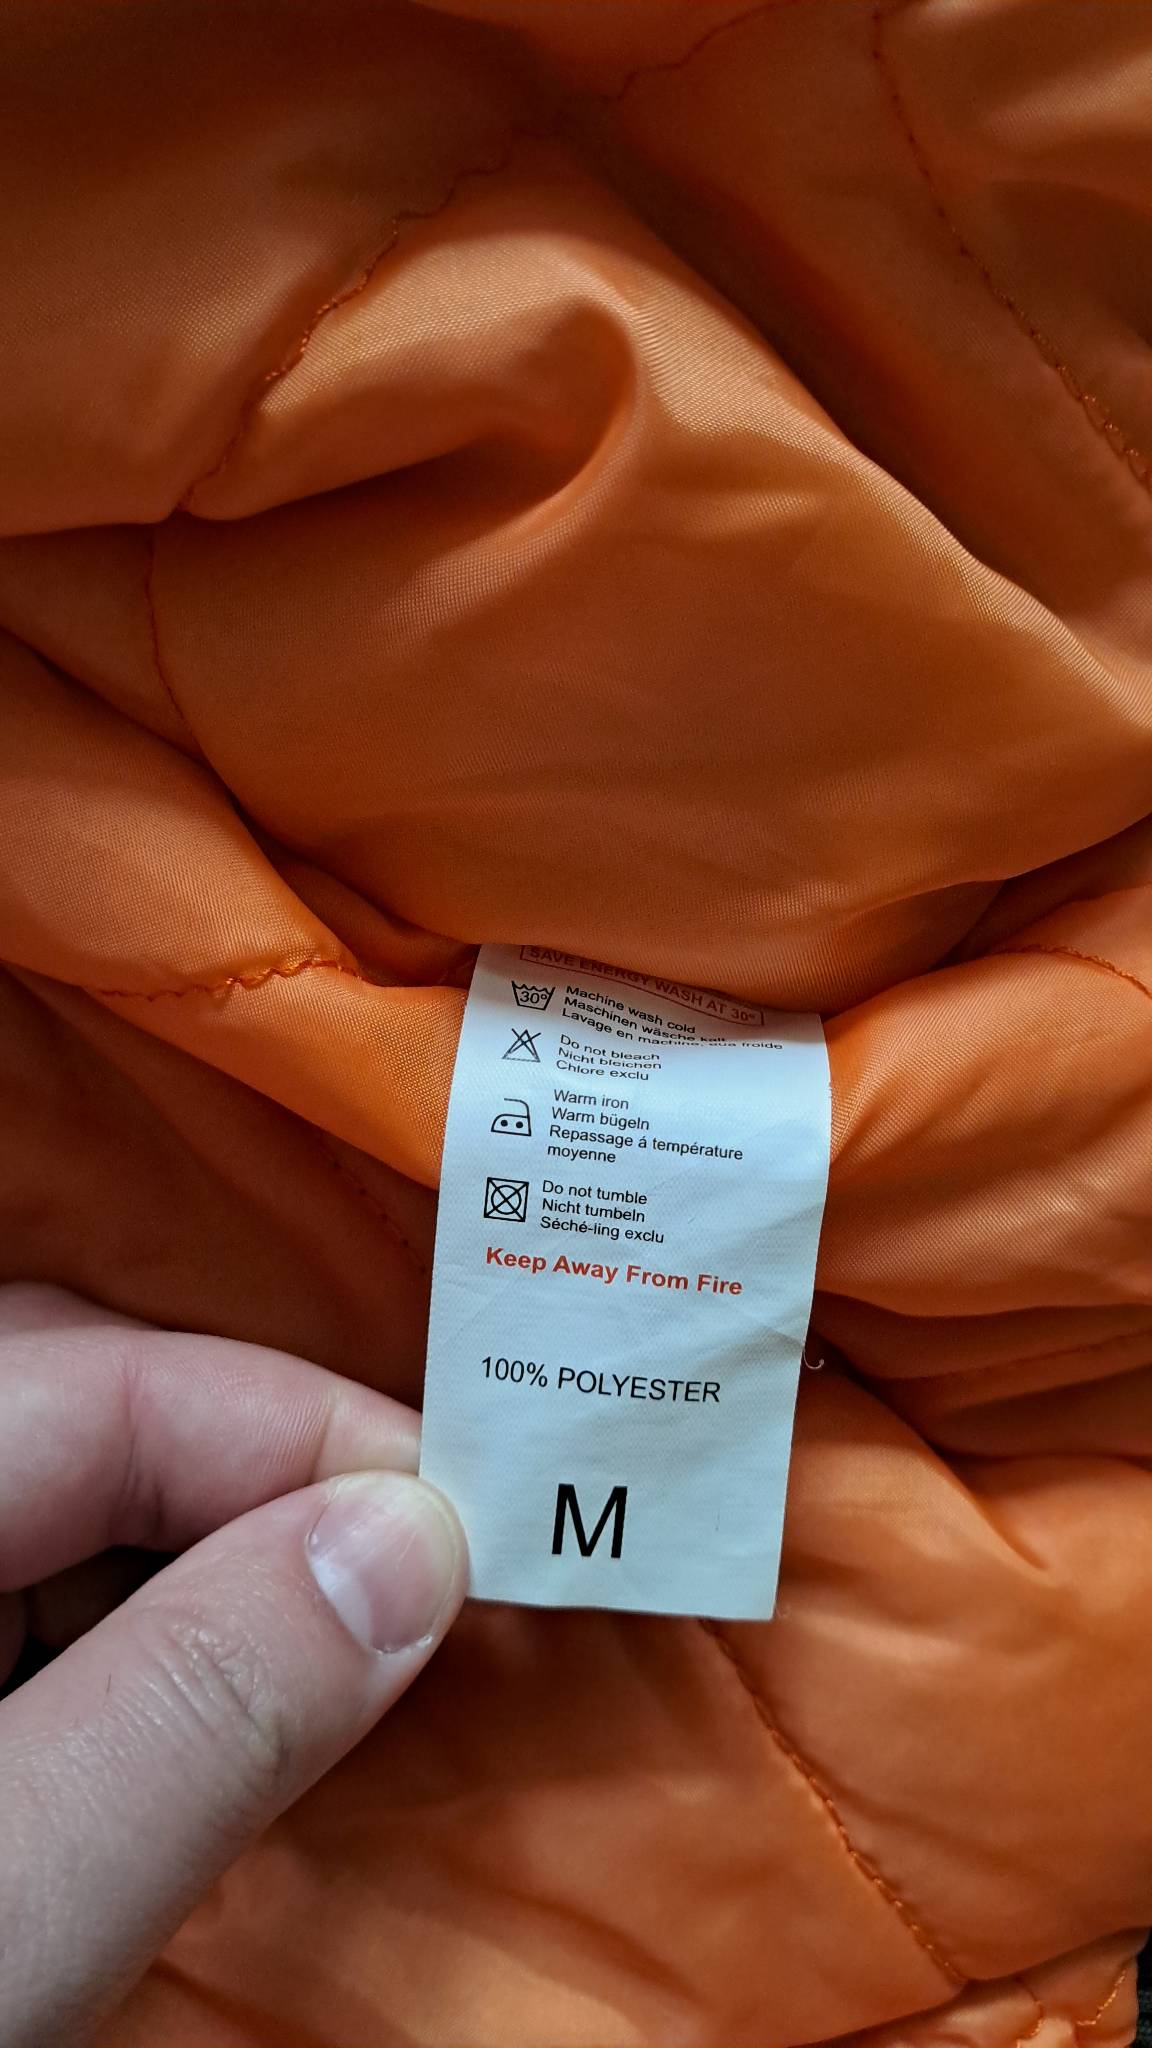 SAVE ENERGY WASH AT 30°
30° Machine wash cold
Maschinen wäsche kalt
Lavage en machine, aua froide
Do not bleach
Nicht bleichen
Chlore exclu
Warm iron
Warm bügeln
Repassage á température
moyenne
Do not tumble
Nicht tumbeln
Séché-ling exclu
Keep Away From Fire
100% POLYESTER
M